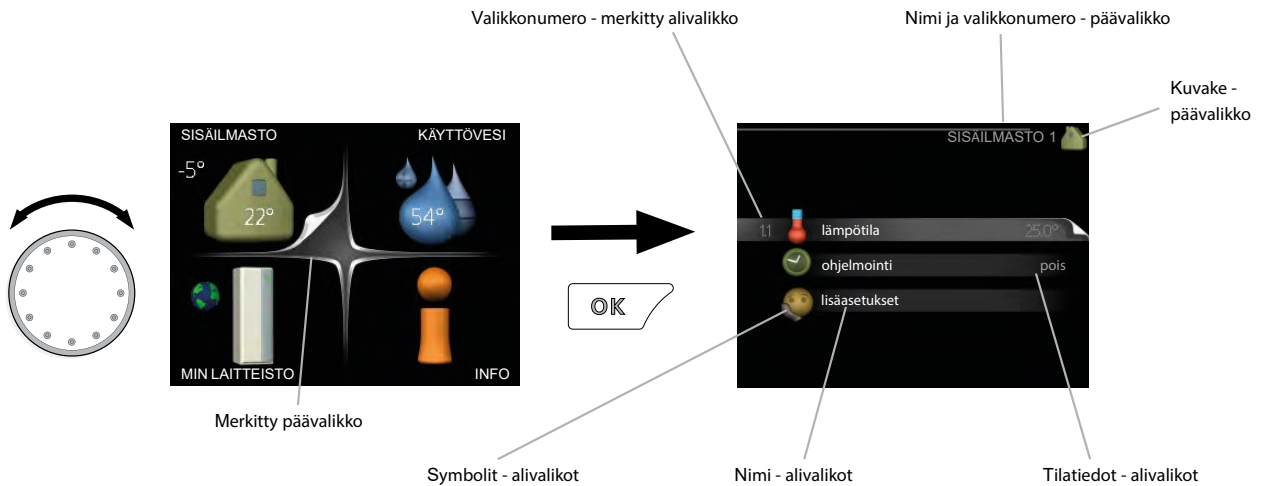 Valikkonumero - merkitty alivalikko
Nimi ja valikkonumero - päävalikko
Kuvake -
päävalikko
SISÄILMASTO
KÄYTTÖVESI
-5°
22°
54°
MIN LAITTEISTO
INFO
Merkitty päävalikko
OK
SISÄILMASTO 1
1.1
lämpötila
25.0°
ohjelmointi
pois
lisäasetukset
Symbolit - alivalikot
Nimi - alivalikot
Tilatiedot - alivalikot